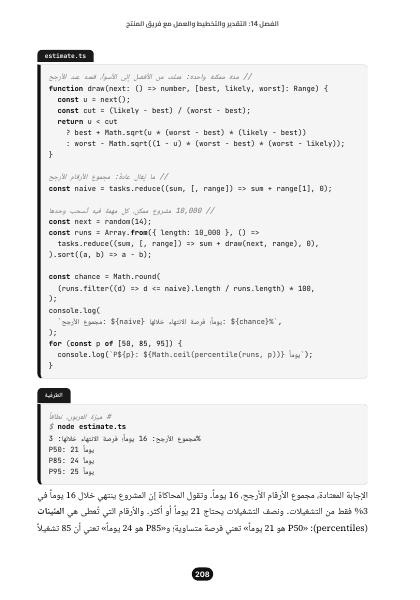 الفصل 14: التقدير والتخطيط والعمل مع فريق المنتج
estimate.ts
// مدة ممكنة واحدة: مثلث من الأفضل إلى الأسوأ، قمته عند الأرجح
function draw(next: () => number, [best, likely, worst]: Range) {
  const u = next();
  const cut = (likely - best) / (worst - best);
  return u < cut
    ? best + Math.sqrt(u * (worst - best) * (likely - best))
    : worst - Math.sqrt((1 - u) * (worst - best) * (worst - likely));
}
// ما يقال عادة: مجموع الأرقام الأرجح
const naive = tasks.reduce((sum, [, range]) => sum + range[1], 0);
// 10,000 مشروع ممكن، كل مهمة فيه تُسحب وحدها
const next = random(14);
const runs = Array.from({ length: 10_000 }, () =>
  tasks.reduce((sum, [, range]) => sum + draw(next, range), 0),
).sort((a, b) => a - b);
const chance = Math.round(
  (runs.filter((d) => d <= naive).length / runs.length) * 100,
);
console.log(
  `مجموع الأرجح: ${naive} يوماً؛ فرصة الانتهاء خلالها: ${chance}%`,
);
for (const p of [50, 85, 95]) {
  console.log(`P${p}: ${Math.ceil(percentile(runs, p))} يوماً`);
}
الطرفية
# ميزة العربون، نظامًا
$ node estimate.ts
مجموع الأرجح: 16 يوماً؛ فرصة الانتهاء خلالها: 3%
P50: 21 يوماً
P85: 24 يوماً
P95: 25 يوماً
الإجابة المعتادة، مجموع الأرقام الأرجح، 16 يوماً. وتقول المحاكاة إن المشروع ينتهي خلال 16 يوماً في
3% فقط من التشغيلات. ونصف التشغيلات يحتاج 21 يوماً أو أكثر. والأرقام التي تُعطى هي المئينات
(percentiles): «P50 هو 21 يوماً» تعني فرصة متساوية؛ و«P85 هو 24 يوماً» تعني أن 85 تشغيلاً
208